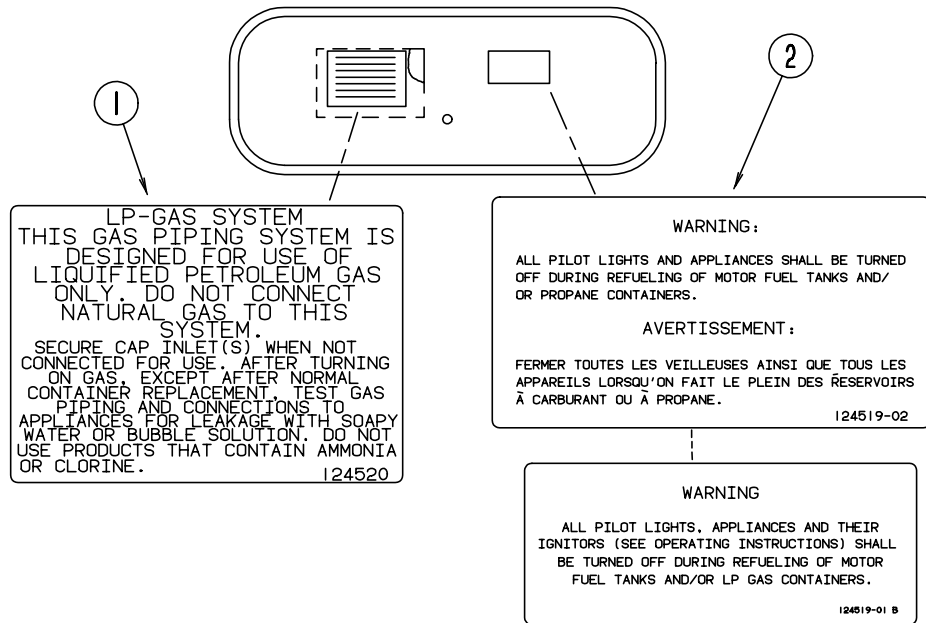 1
2
LP-GAS SYSTEM
THIS GAS PIPING SYSTEM IS
DESIGNED FOR USE OF
LIQUIFIED PETROLEUM GAS
ONLY. DO NOT CONNECT
NATURAL GAS TO THIS
SYSTEM.
SECURE CAP INLET(S) WHEN NOT
CONNECTED FOR USE. AFTER TURNING
ON GAS, EXCEPT AFTER NORMAL
CONTAINER REPLACEMENT, TEST GAS
PIPING AND CONNECTIONS TO
APPLIANCES FOR LEAKAGE WITH SOAPY
WATER OR BUBBLE SOLUTION. DO NOT
USE PRODUCTS THAT CONTAIN AMMONIA
OR CLORINE.
124520
WARNING:
ALL PILOT LIGHTS AND APPLIANCES SHALL BE TURNED
OFF DURING REFUELING OF MOTOR FUEL TANKS AND/
OR PROPANE CONTAINERS.
AVERTISSEMENT:
FERMER TOUTES LES VEILLEUSES AINSI QUE TOUS LES
APPAREILS LORSQU'ON FAIT LE PLEIN DES R̃ESERVOIRS
Ã CARBURANT OU Ã PROPANE.
124519-02
WARNING
ALL PILOT LIGHTS, APPLIANCES AND THEIR
IGNITORS (SEE OPERATING INSTRUCTIONS) SHALL
BE TURNED OFF DURING REFUELING OF MOTOR
FUEL TANKS AND/OR LP GAS CONTAINERS.
124519-01 B